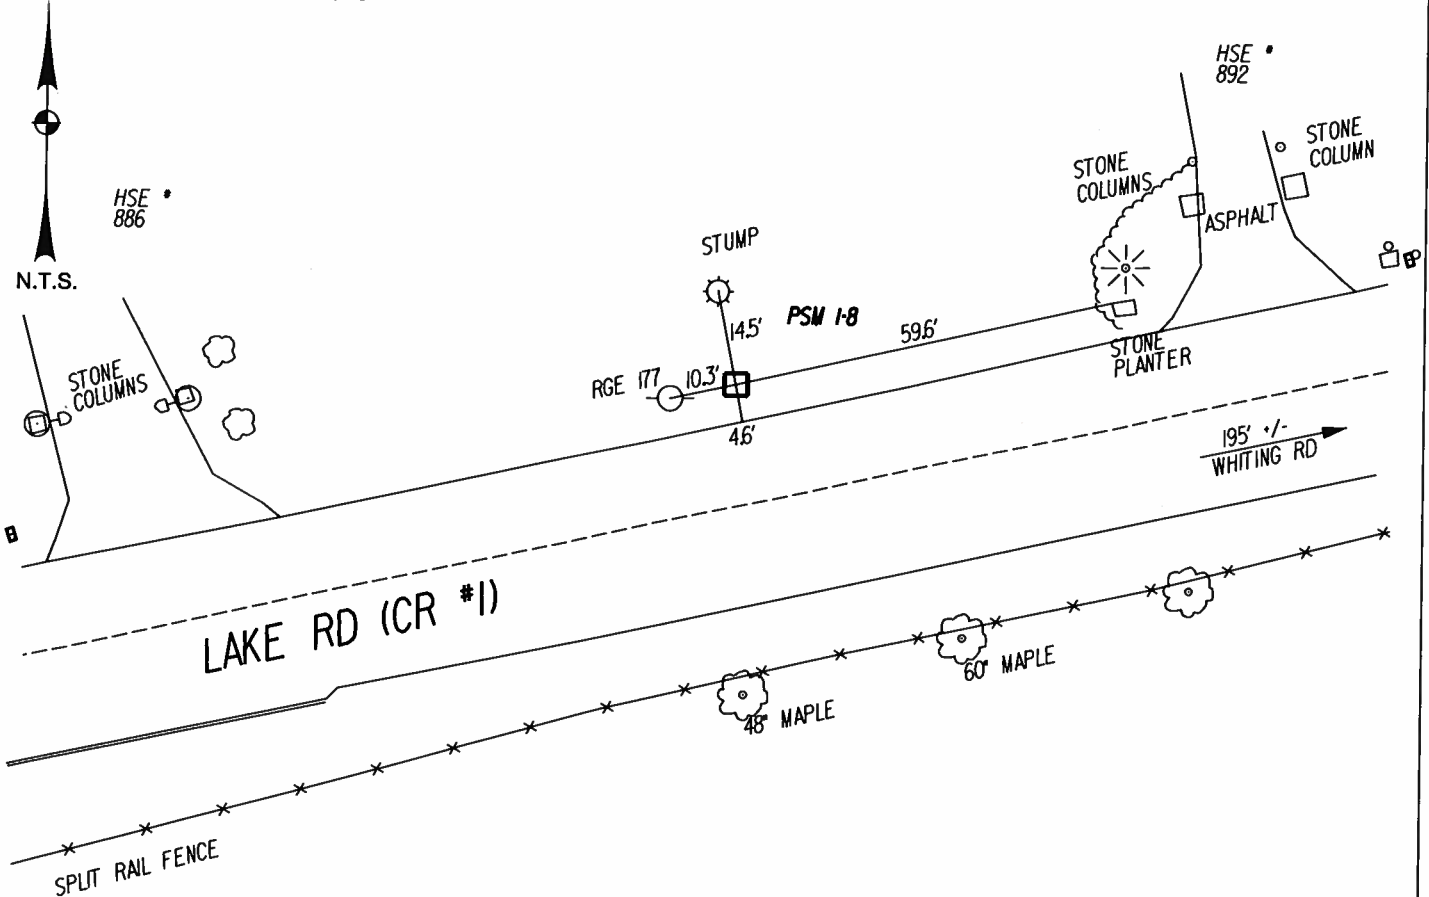 HSE #
892
STONE
COLUMN
STONE
COLUMNS
ASPHALT
HSE #
886
N.T.S.
STUMP
14.5'
PSM 1-8
59.6'
RGE 177
10.3'
4.6'
STONE
PLANTER
STONE
COLUMNS
195' +/-
WHITING RD
LAKE RD (CR #1)
60" MAPLE
48" MAPLE
SPLIT RAIL FENCE